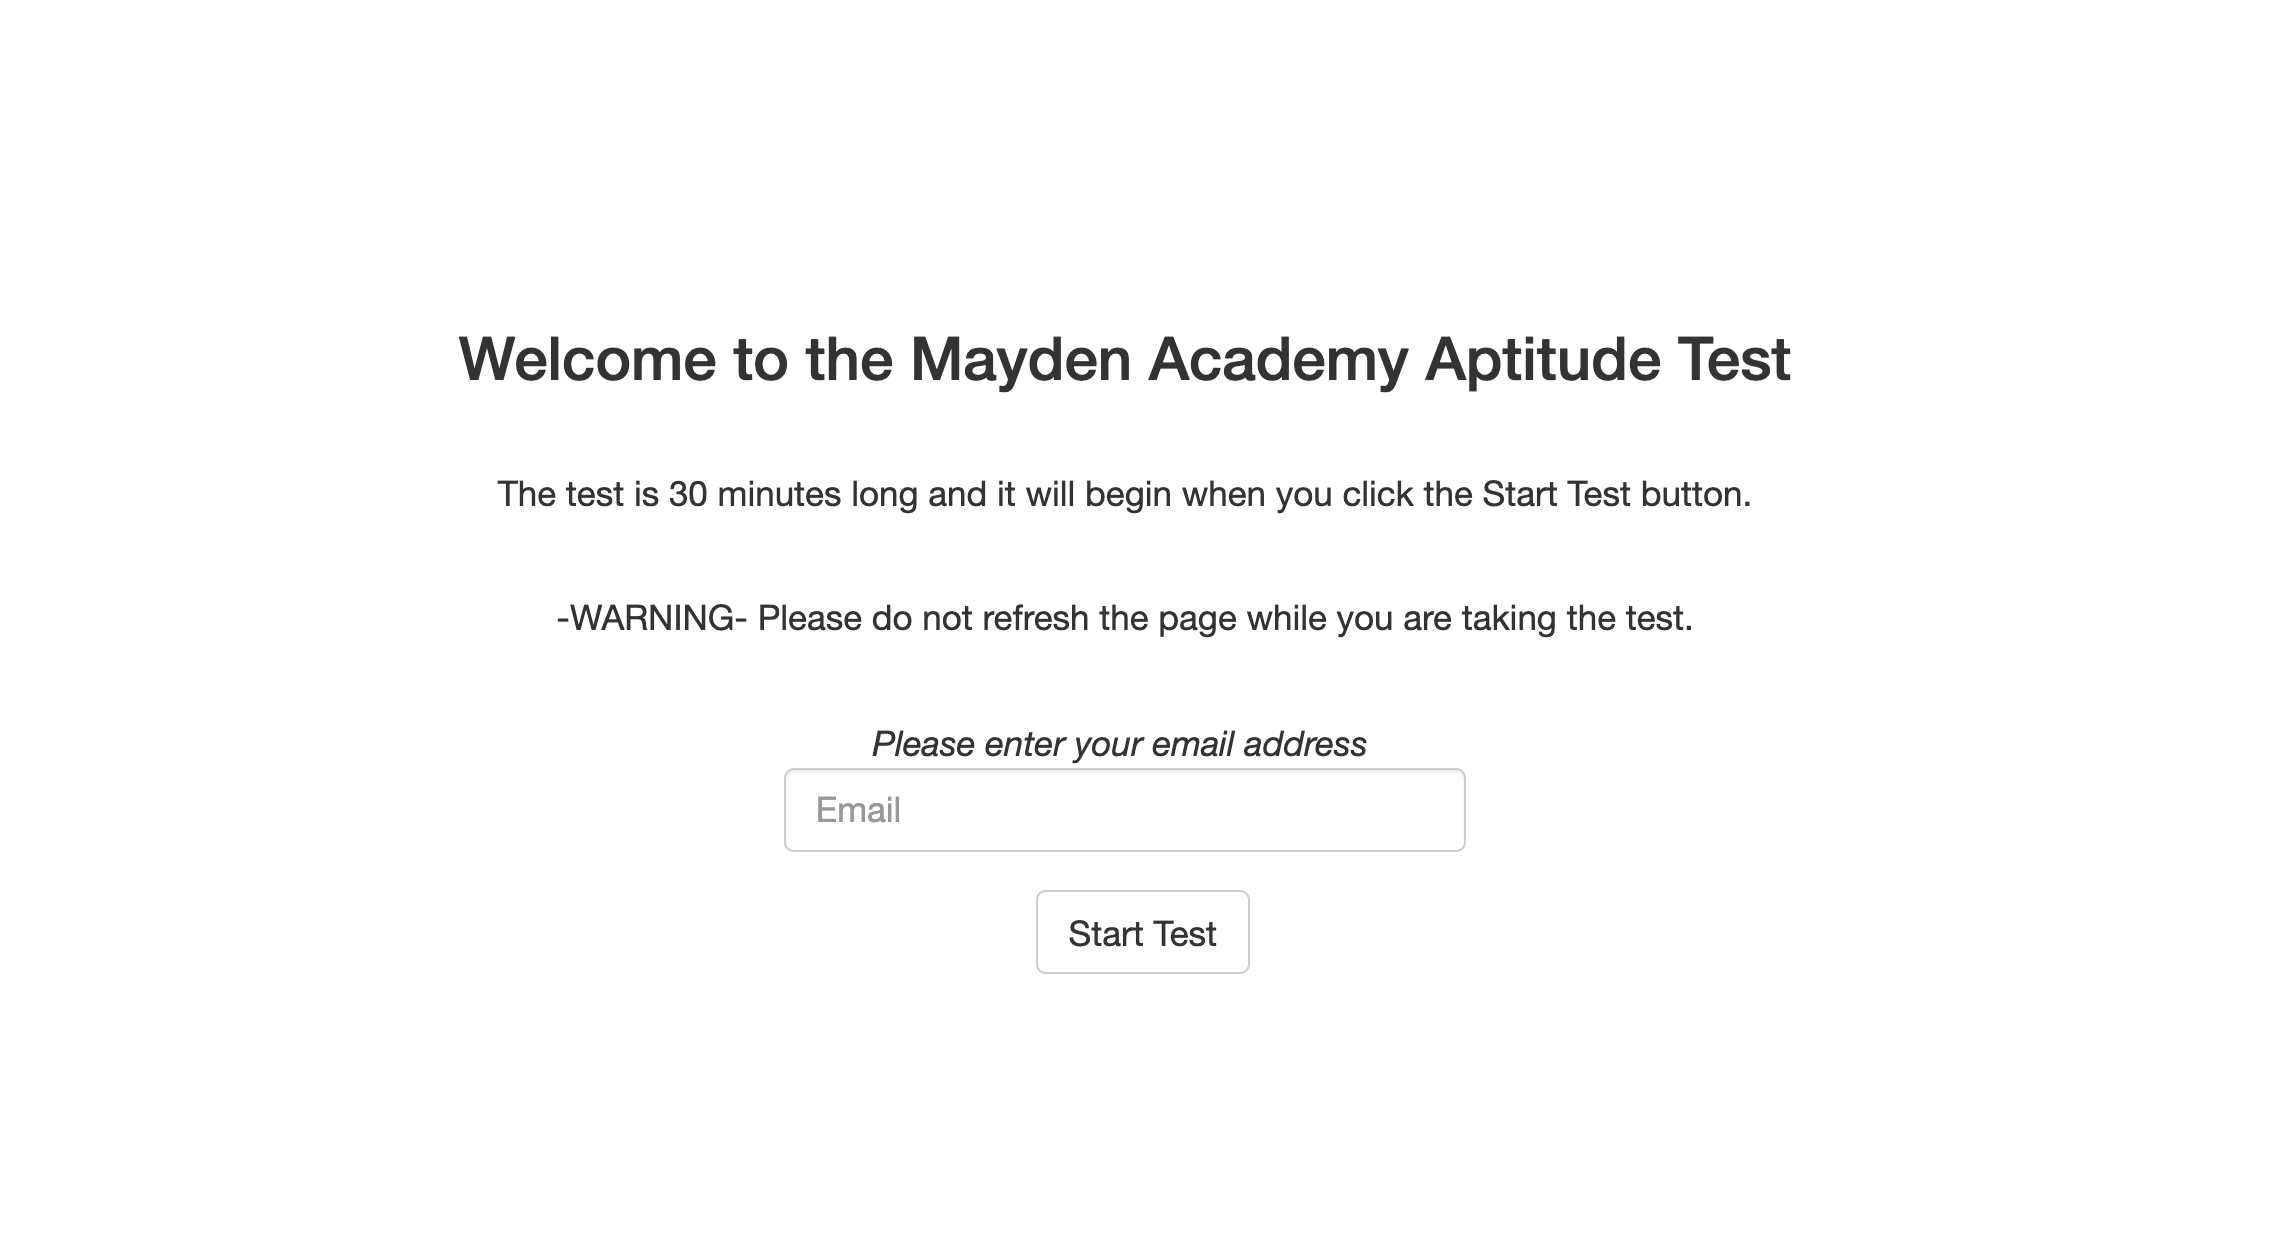 Welcome to the Mayden Academy Aptitude Test
The test is 30 minutes long and it will begin when you click the Start Test button.
-WARNING- Please do not refresh the page while you are taking the test.
Please enter your email address
Email
Start Test